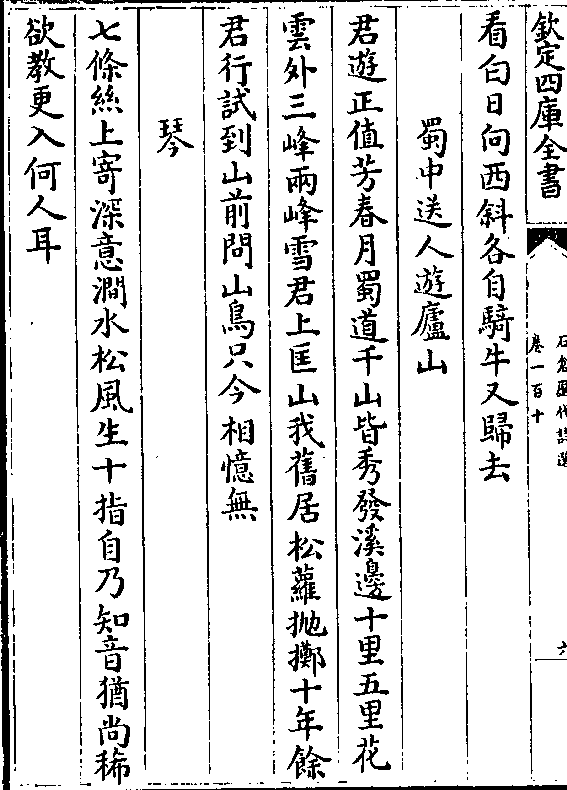 欽定四庫全書
石倉歷代詩選
卷一百十
六
看白日向西斜各自騎牛又歸去
蜀中送人遊廬山
君遊正值芳春月蜀道千山皆秀發溪邊十里五里花
雲外三峰兩峰雪君上匡山我舊居松蘿抛擲十年餘
君行試到山前問山鳥只今相憶無
琴
七條絲上寄深意澗水松風生十指自乃知音猶尚稀
欲教更入何人耳